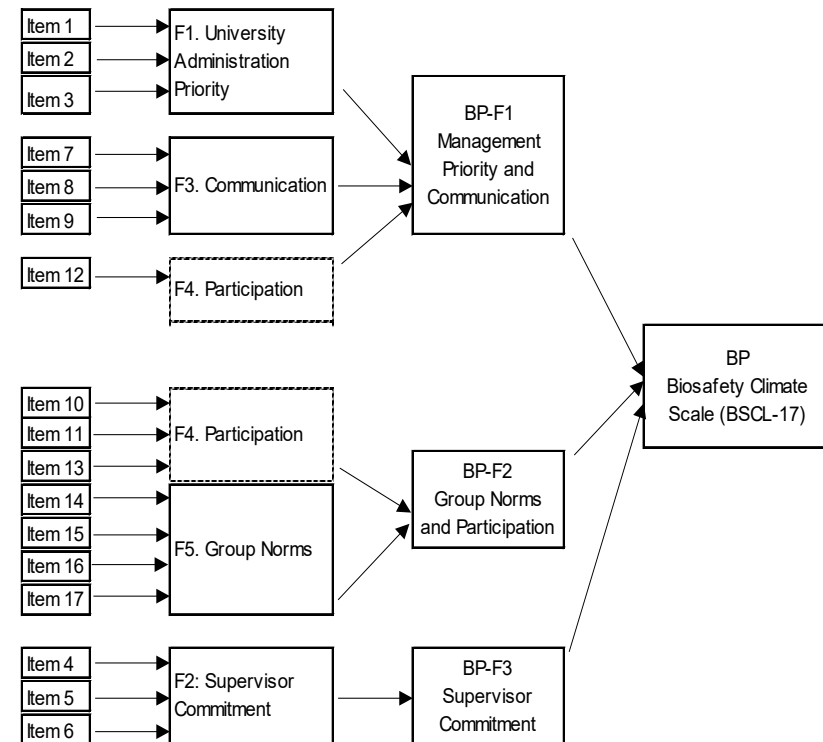 Item 1
Item 2
Item 3
F1. University
Administration
Priority
Item 7
Item 8
Item 9
F3. Communication
Item 12
F4. Participation
BP-F1
Management
Priority and
Communication
Item 10
Item 11
Item 13
Item 14
Item 15
Item 16
Item 17
F4. Participation
F5. Group Norms
BP-F2
Group Norms
and Participation
Item 4
Item 5
Item 6
F2: Supervisor
Commitment
BP-F3
Supervisor
Commitment
BP
Biosafety Climate
Scale (BSCL-17)